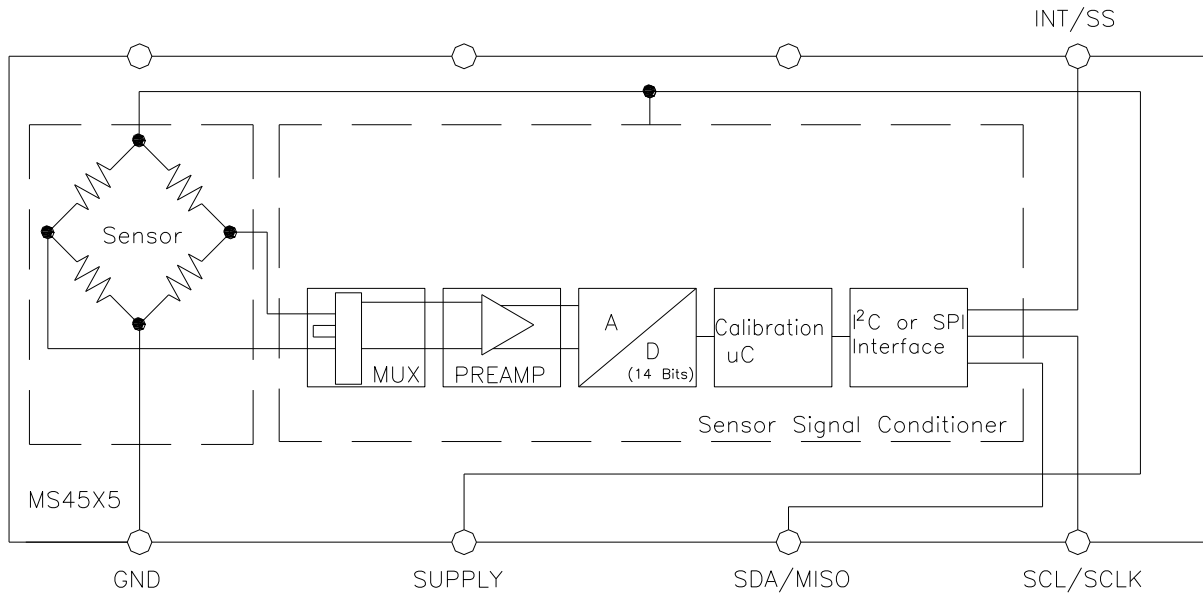 INT/SS
Sensor
MUX
PREAMP
A
D
(14 Bits)
Calibration
uC
I²C or SPI
Interface
Sensor Signal Conditioner
MS45X5
GND
SUPPLY
SDA/MISO
SCL/SCLK